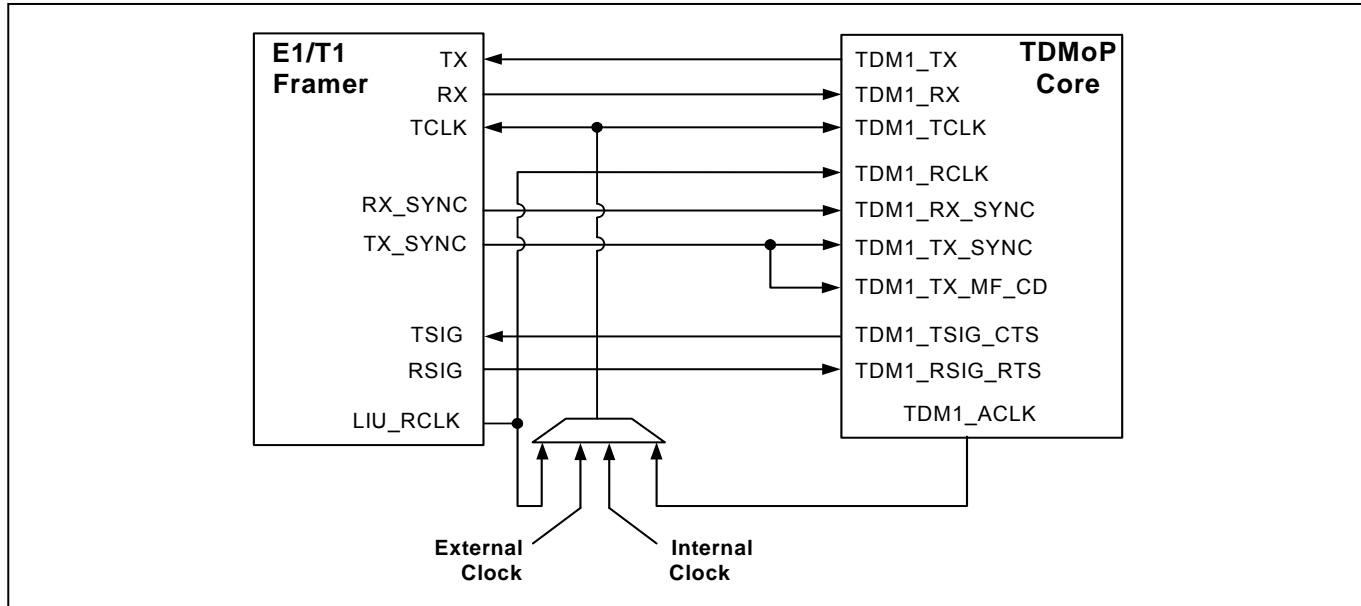 E1/T1
Framer
TX
RX
TCLK
RX_SYNC
TX_SYNC
TSIG
RSIG
LIU_RCLK
TDMoP
Core
TDM1_TX
TDM1_RX
TDM1_TCLK
TDM1_RCLK
TDM1_RX_SYNC
TDM1_TX_SYNC
TDM1_TX_MF_CD
TDM1_TSIG_CTS
TDM1_RSIG_RTS
TDM1_ACLK
External
Clock
Internal
Clock